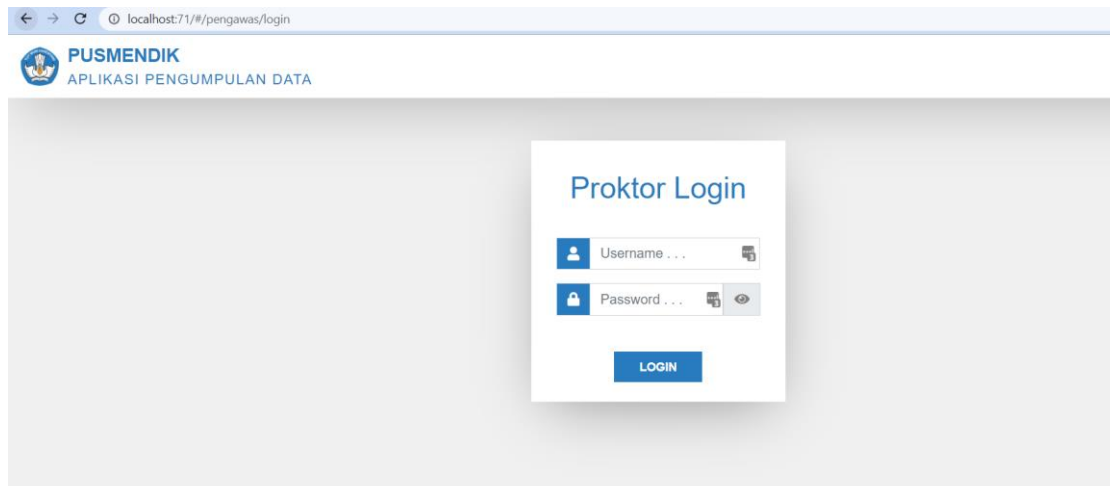 localhost:71/#/pengawas/login
PUSMENDIK
APLIKASI PENGUMPULAN DATA
Proktor Login
Username . . .
Password . . .
LOGIN